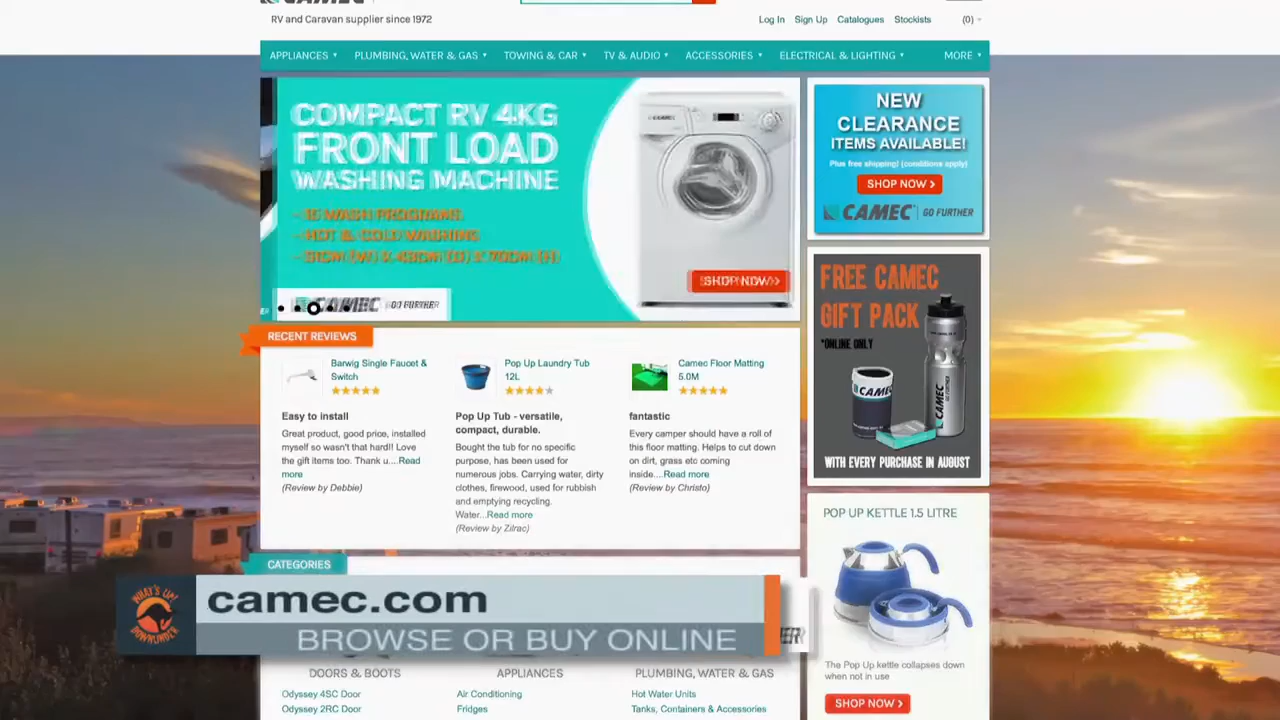 CAMEC
RV and Caravan supplier since 1972
Log In Sign Up Catalogues Stockists (0)
APPLIANCES PLUMBING, WATER & GAS TOWING & CAR TV & AUDIO ACCESSORIES ELECTRICAL & LIGHTING MORE
COMPACT RV 4KG
FRONT LOAD
WASHING MACHINE
- HOT & COLD WASHING
SHOP NOW
CAMEC GO FURTHER
NEW
CLEARANCE
ITEMS AVAILABLE!
Plus free shipping! (conditions apply)
SHOP NOW
CAMEC GO FURTHER
FREE CAMEC
GIFT PACK
*ONLINE ONLY
CAMEC
CAMEC
WITH EVERY PURCHASE IN AUGUST
RECENT REVIEWS
Barwig Single Faucet &
Switch
Easy to install
Great product, good price, installed
myself so wasn't that hard!! Love
the gift items too. Thank u....Read
more
(Review by Debbie)
Pop Up Laundry Tub
12L
Pop Up Tub - versatile,
compact, durable.
Bought the tub for no specific
purpose, has been used for
numerous jobs. Carrying water, dirty
clothes, firewood, used for rubbish
and emptying recycling.
Water...Read more
(Review by Zilrac)
Camec Floor Matting
5.0M
fantastic
Every camper should have a roll of
this floor matting. Helps to cut down
on dirt, grass etc coming
inside....Read more
(Review by Christo)
POP UP KETTLE 1.5 LITRE
The Pop Up kettle collapses down
when not in use
SHOP NOW
CATEGORIES
WHAT'S UP
DOWNUNDER
camec.com
BROWSE OR BUY ONLINE
DOORS & BOOTS
Odyssey 4SC Door
Odyssey 2RC Door
APPLIANCES
Air Conditioning
Fridges
PLUMBING, WATER & GAS
Hot Water Units
Tanks, Containers & Accessories